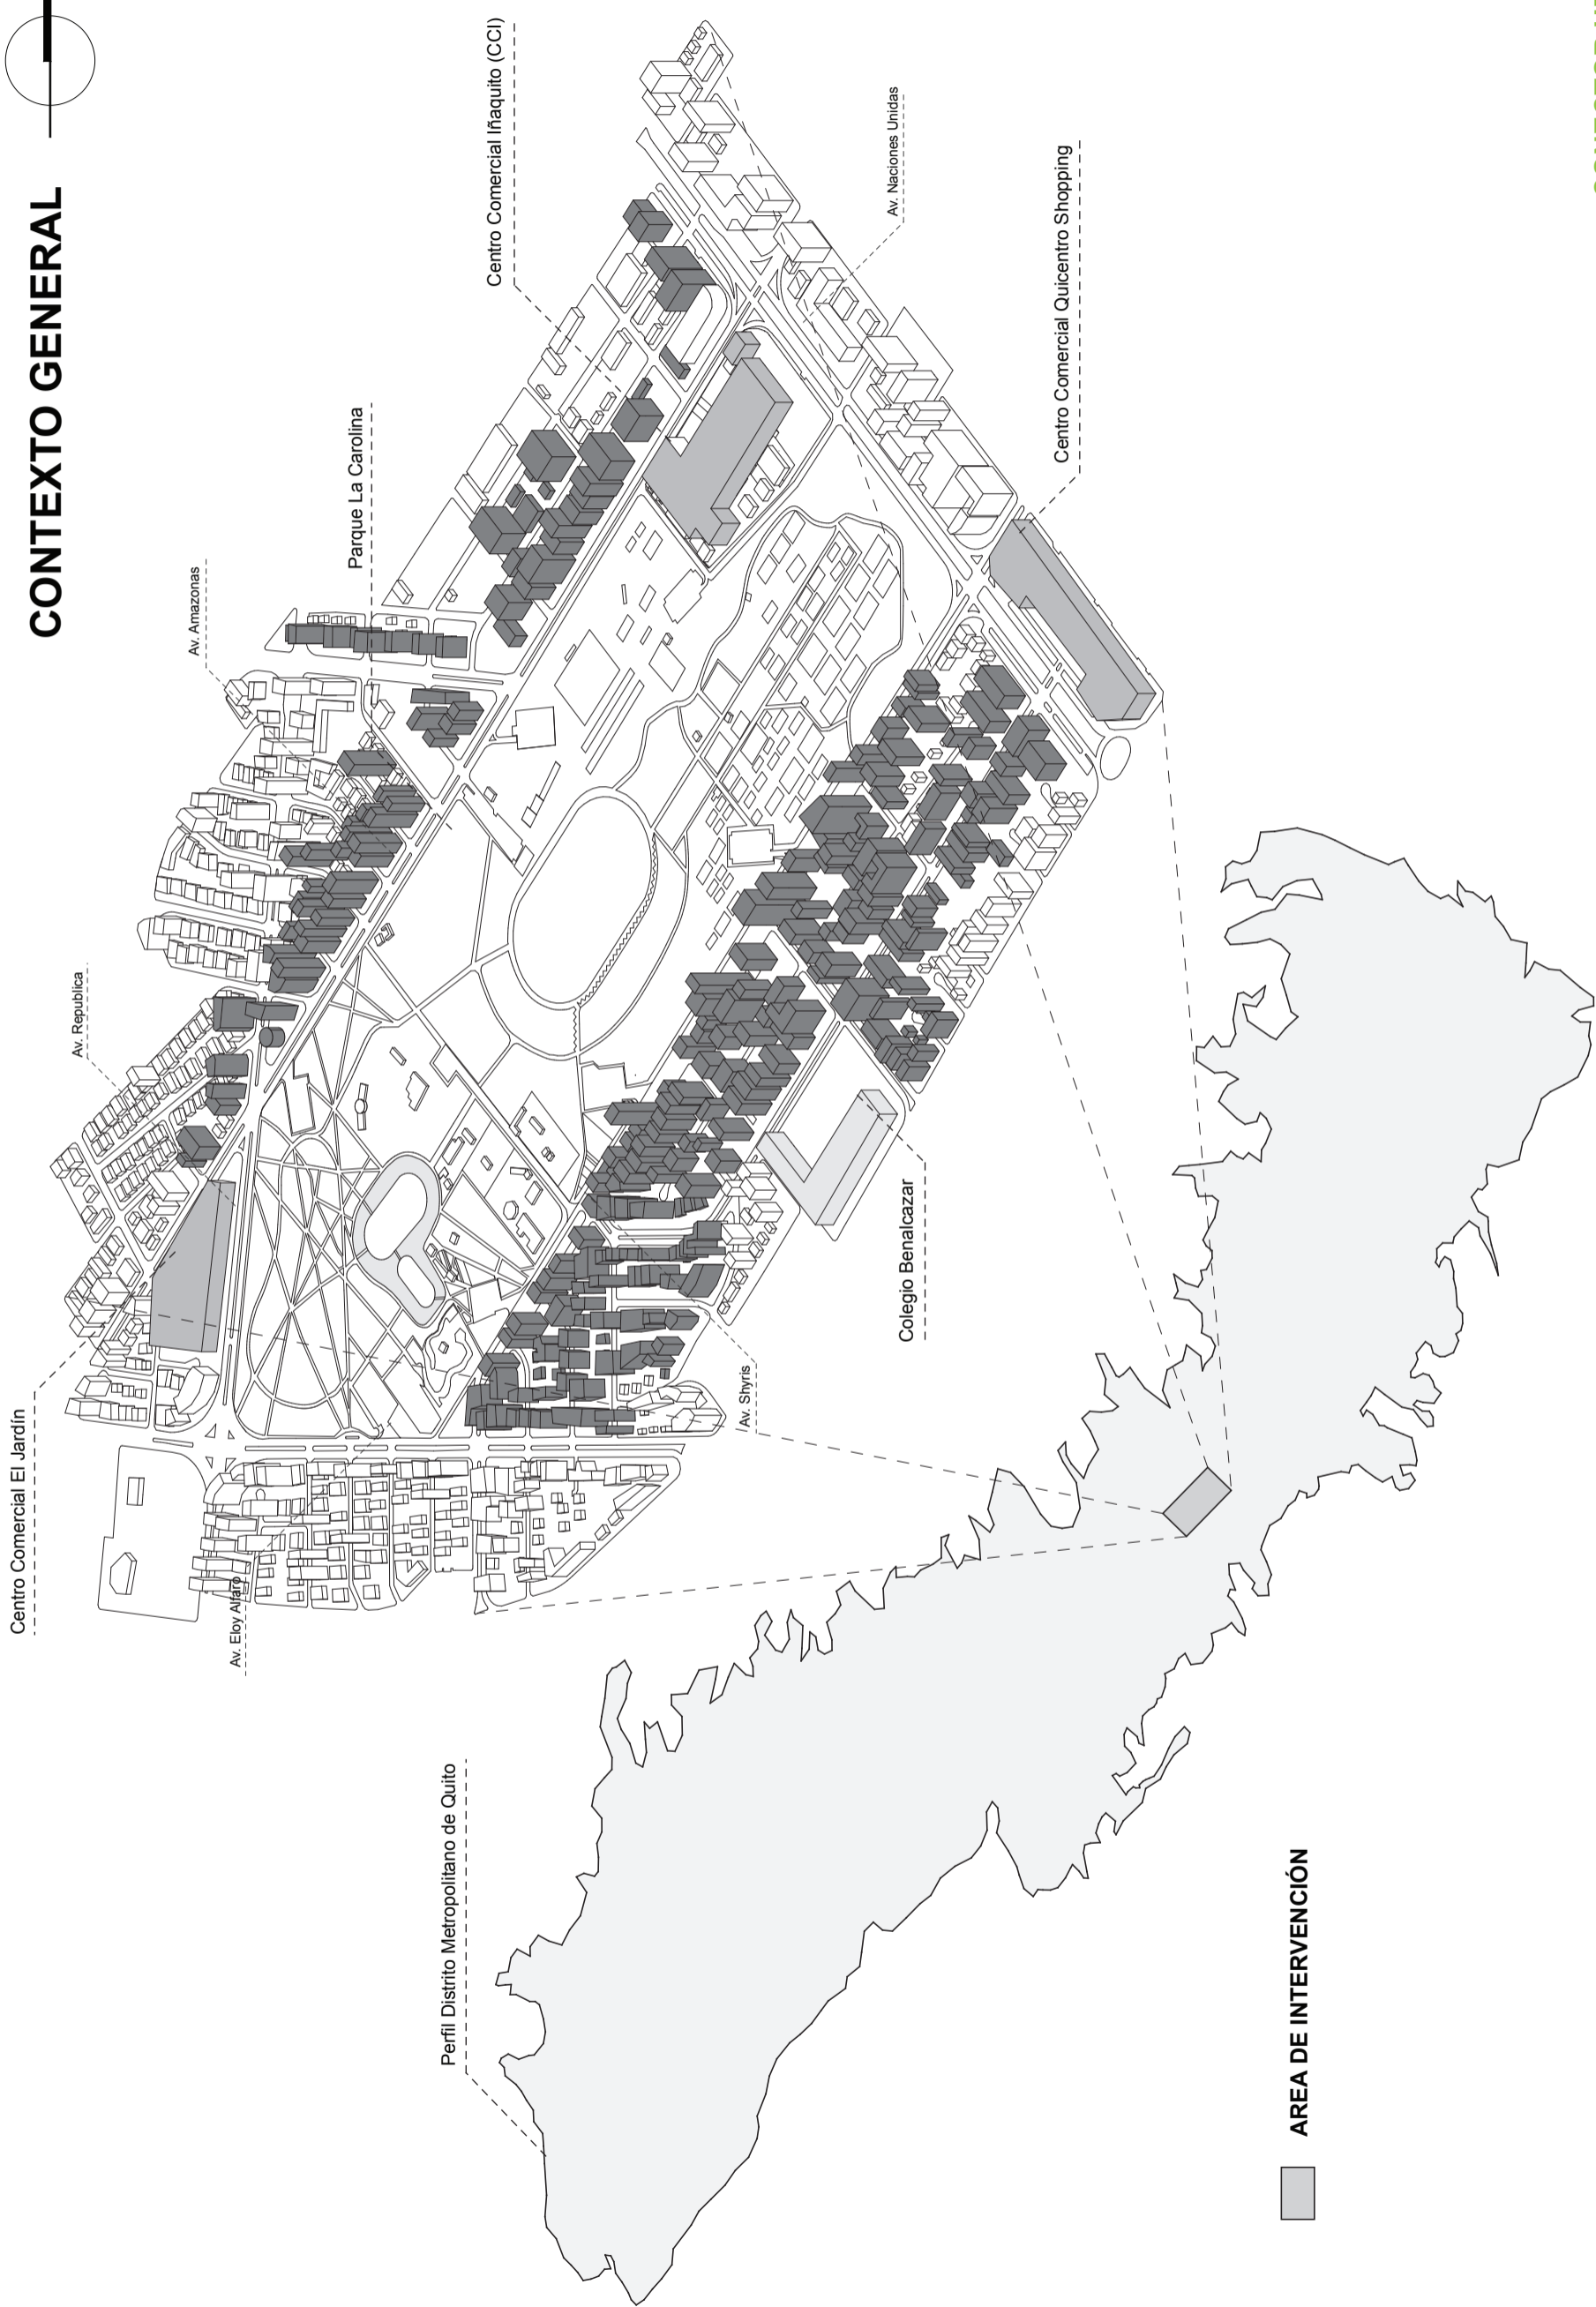 CONTEXTO GENERAL
Centro Comercial El Jardín
Av. Republica
Av. Amazonas
Av. Eloy Alfaro
Parque La Carolina
Centro Comercial Iñaquito (CCI)
Perfil Distrito Metropolitano de Quito
Av. Shyris
Av. Naciones Unidas
Colegio Benalcazar
Centro Comercial Quicentro Shopping
AREA DE INTERVENCIÓN